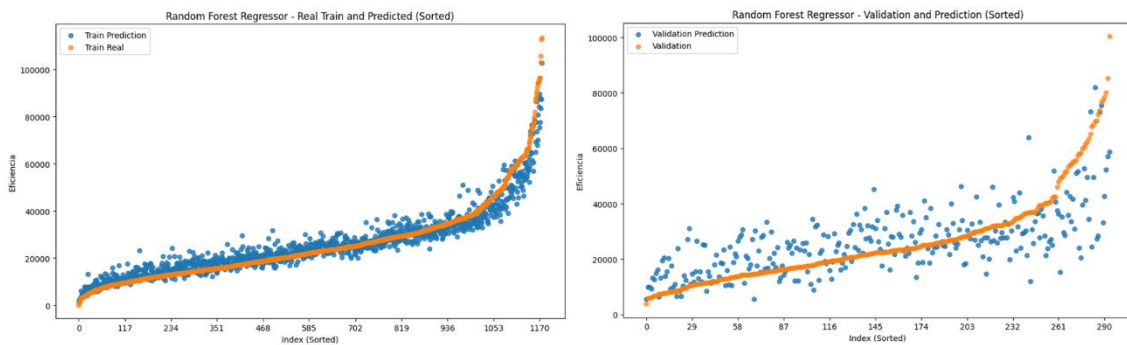 Random Forest Regressor - Real Train and Predicted (Sorted)
Train Prediction
Train Real
100000
80000
60000
40000
20000
0
Eficiencia
0 117 234 351 468 585 702 819 936 1053 1170
Index (Sorted)
Random Forest Regressor - Validation and Prediction (Sorted)
Validation Prediction
Validation
100000
80000
60000
40000
20000
0
Eficiencia
0 29 58 87 116 145 174 203 232 261 290
Index (Sorted)